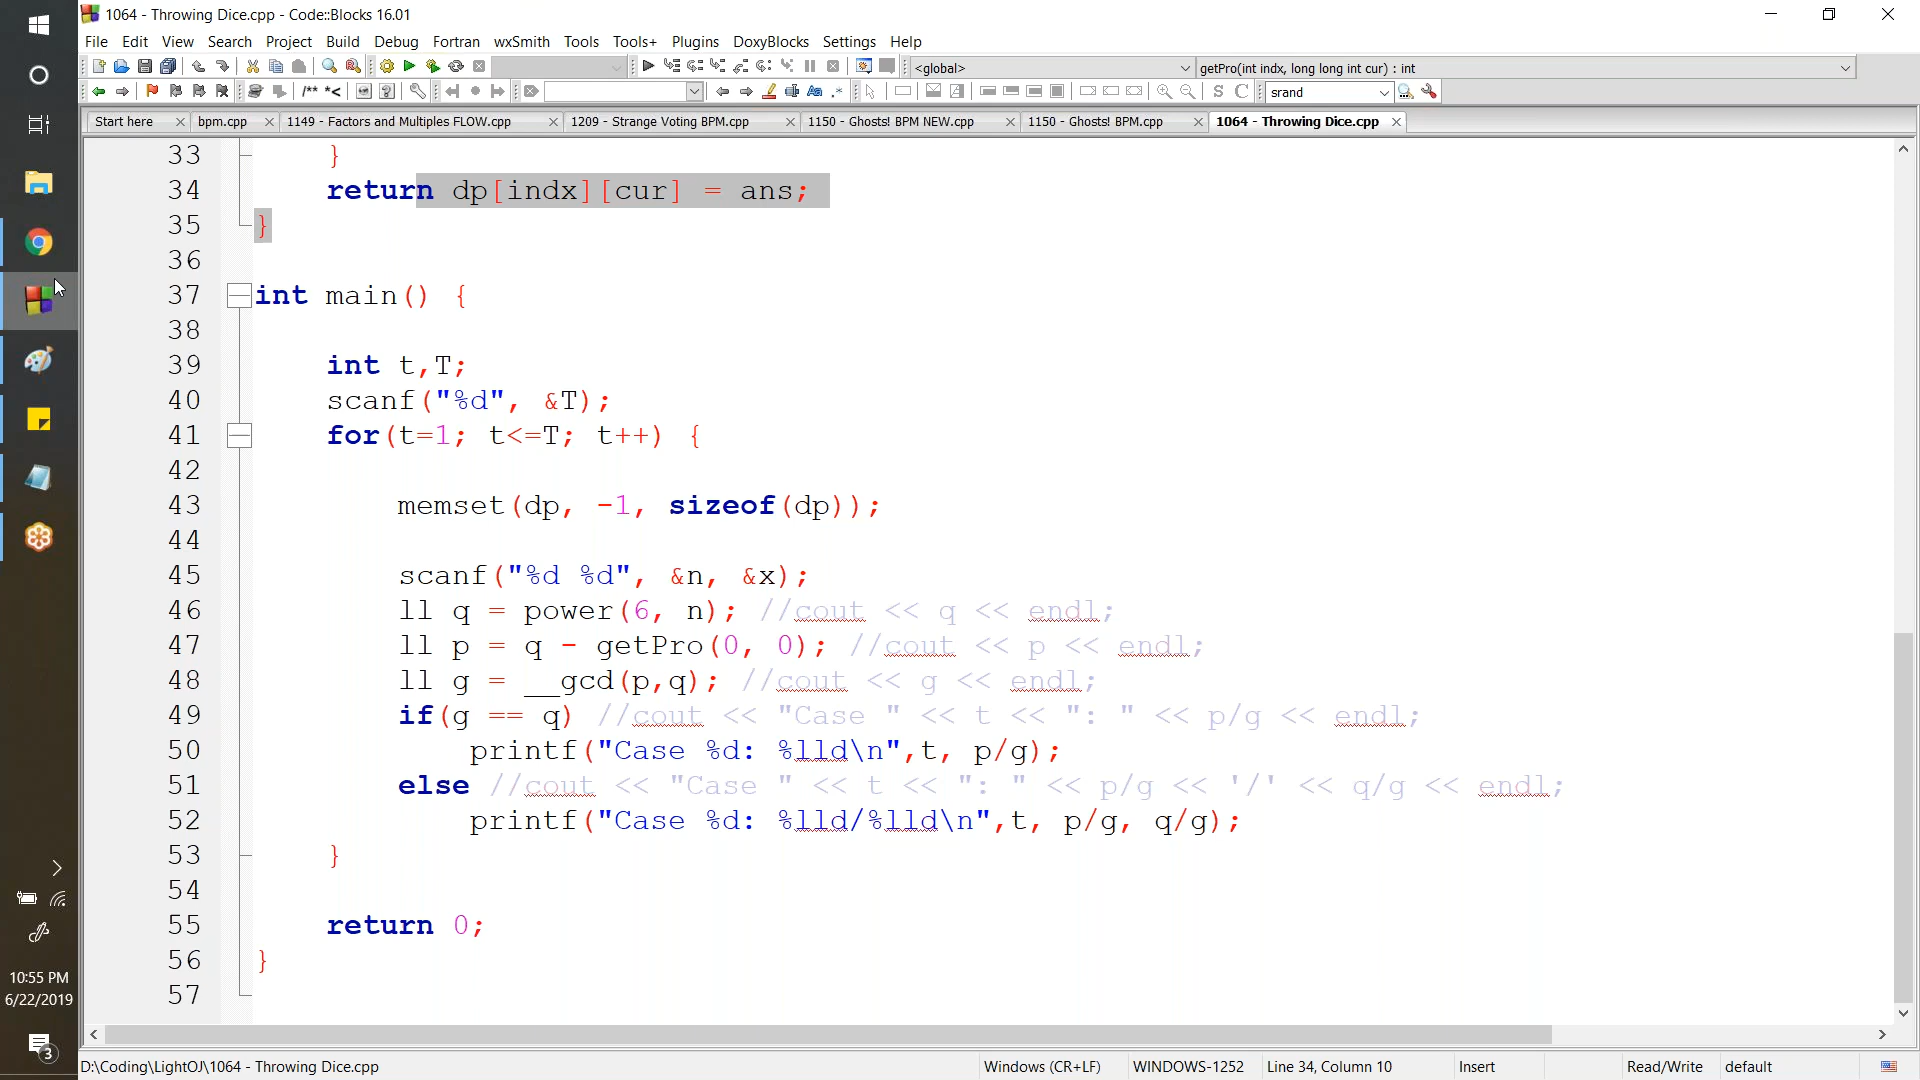 1064 - Throwing Dice.cpp - Code::Blocks 16.01
File Edit View Search Project Build Debug Fortran wxSmith Tools Tools+ Plugins DoxyBlocks Settings Help
<global> getPro(int indx, long long int cur) : int
/** *< Aa .* S C srand
Start here bpm.cpp 1149 - Factors and Multiples FLOW.cpp 1209 - Strange Voting BPM.cpp 1150 - Ghosts! BPM NEW.cpp 1150 - Ghosts! BPM.cpp 1064 - Throwing Dice.cpp
33 }
34 return dp[indx][cur] = ans;
35 }
36
37 int main() {
38
39 int t,T;
40 scanf("%d", &T);
41 for(t=1; t<=T; t++) {
42
43 memset(dp, -1, sizeof(dp));
44
45 scanf("%d %d", &n, &x);
46 ll q = power(6, n); //cout << q << endl;
47 ll p = q - getPro(0, 0); //cout << p << endl;
48 ll g = __gcd(p,q); //cout << g << endl;
49 if(g == q) //cout << "Case " << t << ": " << p/g << endl;
50 printf("Case %d: %lld\n",t, p/g);
51 else //cout << "Case " << t << ": " << p/g << '/' << q/g << endl;
52 printf("Case %d: %lld/%lld\n",t, p/g, q/g);
53 }
54
55 return 0;
56 }
57
10:55 PM
6/22/2019
3
D:\Coding\LightOJ\1064 - Throwing Dice.cpp Windows (CR+LF) WINDOWS-1252 Line 34, Column 10 Insert Read/Write default